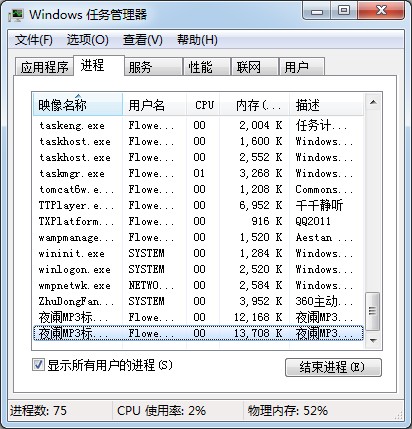 Windows 任务管理器
文件(F) 选项(O) 查看(V) 帮助(H)
应用程序 进程 服务 性能 联网 用户
映像名称 用户名 CPU 内存(... 描述
taskeng.exe Flowe... 00 2,004 K 任务计...
taskhost.exe Flowe... 00 1,600 K Windows...
taskhost.exe Flowe... 00 2,552 K Windows...
taskmgr.exe Flowe... 01 3,268 K Windows...
tomcat6w.e... Flowe... 00 1,208 K Commons...
TTPlayer.e... Flowe... 00 6,952 K 千千静听
TXPlatform... Flowe... 00 916 K QQ2011
wampmanage... Flowe... 00 1,520 K Aestan ...
wininit.exe SYSTEM 00 1,284 K Windows...
winlogon.exe SYSTEM 00 2,520 K Windows...
wmpnetwk.exe NETWO... 00 2,584 K Windows...
ZhuDongFan... SYSTEM 00 3,952 K 360主动...
夜阑MP3标... Flowe... 00 12,168 K 夜阑MP3...
夜阑MP3标... Flowe... 00 13,708 K 夜阑MP3...
显示所有用户的进程(S) 结束进程(E)
进程数: 75 CPU 使用率: 2% 物理内存: 52%